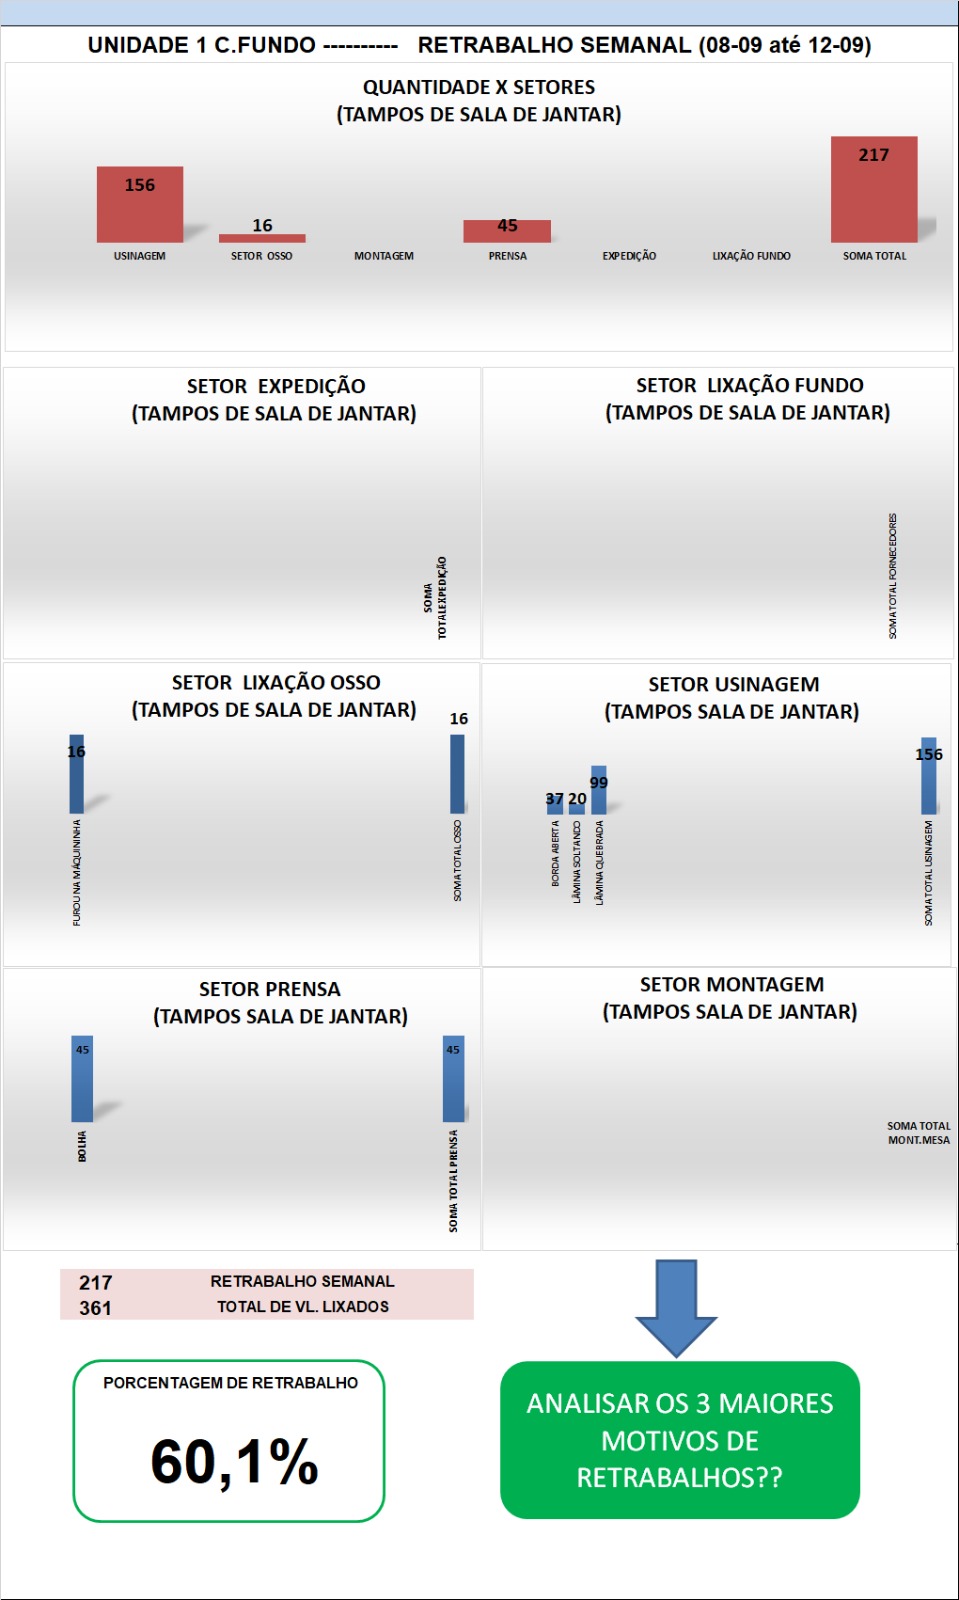 UNIDADE 1 C.FUNDO ---------- RETRABALHO SEMANAL (08-09 até 12-09)
QUANTIDADE X SETORES
(TAMPOS DE SALA DE JANTAR)
156
16
45
217
USINAGEM
SETOR OSSO
MONTAGEM
PRENSA
EXPEDIÇÃO
LIXAÇÃO FUNDO
SOMA TOTAL
SETOR EXPEDIÇÃO
(TAMPOS DE SALA DE JANTAR)
SOMA
TOTALEXPEDIÇÃO
SETOR LIXAÇÃO FUNDO
(TAMPOS DE SALA DE JANTAR)
SOMA TOTAL FORNECEDORES
SETOR LIXAÇÃO OSSO
(TAMPOS DE SALA DE JANTAR)
16
16
FUROU NA MÁQUININHA
SOMA TOTAL OSSO
SETOR USINAGEM
(TAMPOS SALA DE JANTAR)
37
20
99
156
BORDA ABERTA
LÂMINA SOLTANDO
LÂMINA QUEBRADA
SOMA TOTAL USINAGEM
SETOR PRENSA
(TAMPOS SALA DE JANTAR)
45
45
BOLHA
SOMA TOTAL PRENSA
SETOR MONTAGEM
(TAMPOS SALA DE JANTAR)
SOMA TOTAL
MONT.MESA
217 RETRABALHO SEMANAL
361 TOTAL DE VL. LIXADOS
PORCENTAGEM DE RETRABALHO
60,1%
ANALISAR OS 3 MAIORES
MOTIVOS DE
RETRABALHOS??